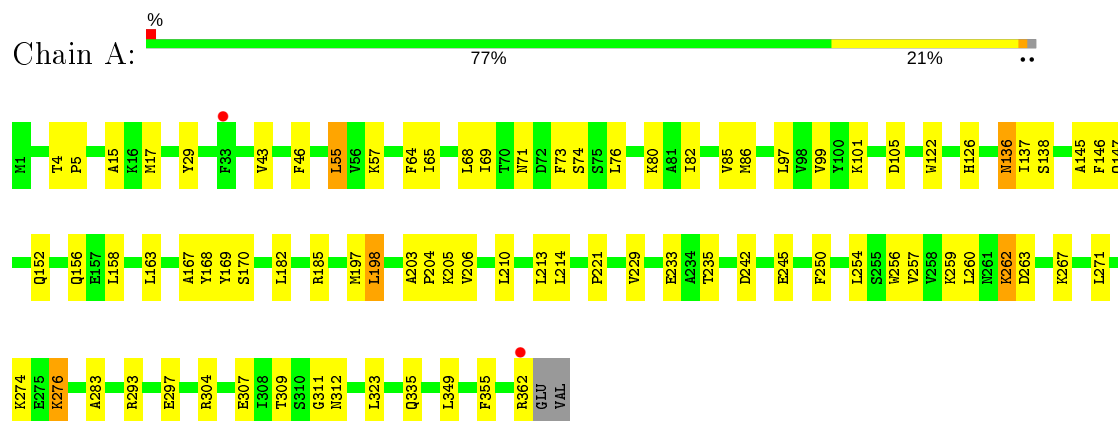 %
Chain A:
77% 21% ••
M1 T4 P5 A15 K16 M17 Y29 F33 V43 F46 L55 V56 K57 F64 I65 L68 I69 T70 N71 D72 F73 S74 S75 L76 K80 A81 I82 V85 M86 L97 V98 V99 Y100 K101 D105 W122 H126 N136 I137 S138 A145 F146 Q147
Q152 Q156 E157 L158 L163 A167 Y168 Y169 S170 L182 R185 M197 L198 A203 P204 K205 V206 L210 L213 L214 P221 V229 E233 A234 T235 D242 E245 F250 L254 S255 W256 V257 V258 K259 L260 N261 K262 D263 K267 L271
K274 E275 K276 A283 R293 E297 R304 E307 I308 T309 S310 G311 N312 L323 Q335 L349 F355 R362 GLU VAL